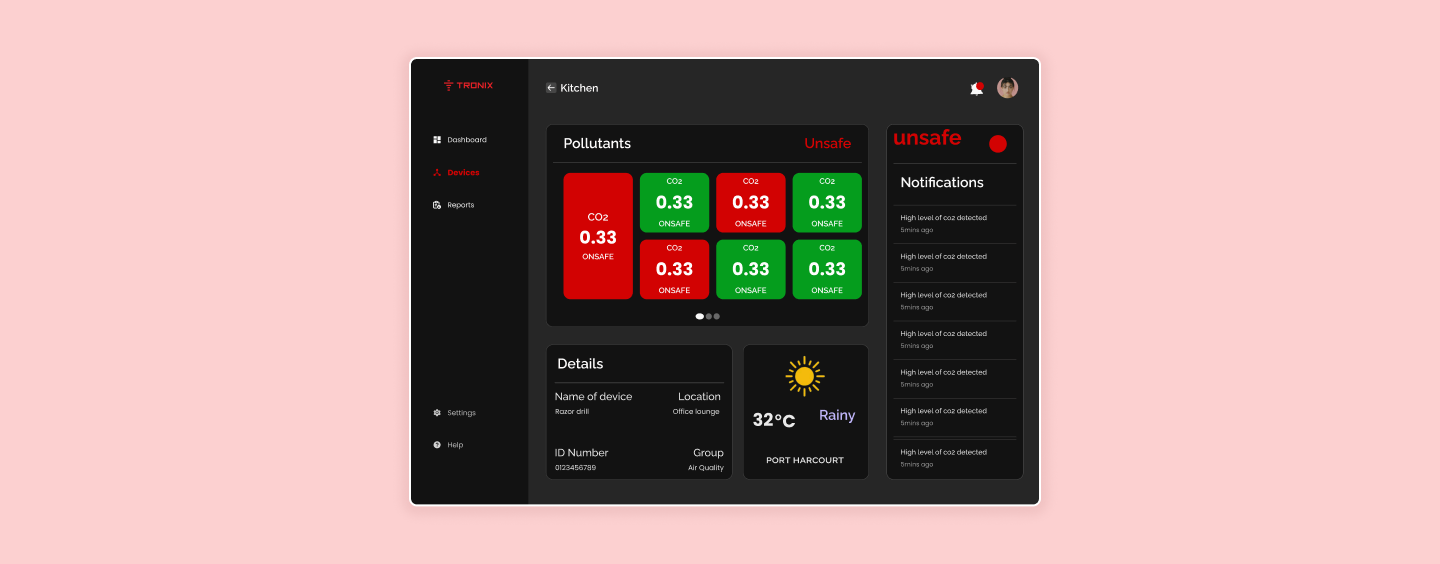 TRONIX
Dashboard
Devices
Reports
Settings
Help
Kitchen
Pollutants
Unsafe
CO2
0.33
ONSAFE
CO2
0.33
ONSAFE
CO2
0.33
ONSAFE
CO2
0.33
ONSAFE
CO2
0.33
ONSAFE
CO2
0.33
ONSAFE
CO2
0.33
ONSAFE
Details
Name of device
Location
Razor drill
Office lounge
ID Number
Group
0123456789
Air Quality
32°C
Rainy
PORT HARCOURT
unsafe
Notifications
High level of co2 detected
5mins ago
High level of co2 detected
5mins ago
High level of co2 detected
5mins ago
High level of co2 detected
5mins ago
High level of co2 detected
5mins ago
High level of co2 detected
5mins ago
High level of co2 detected
5mins ago